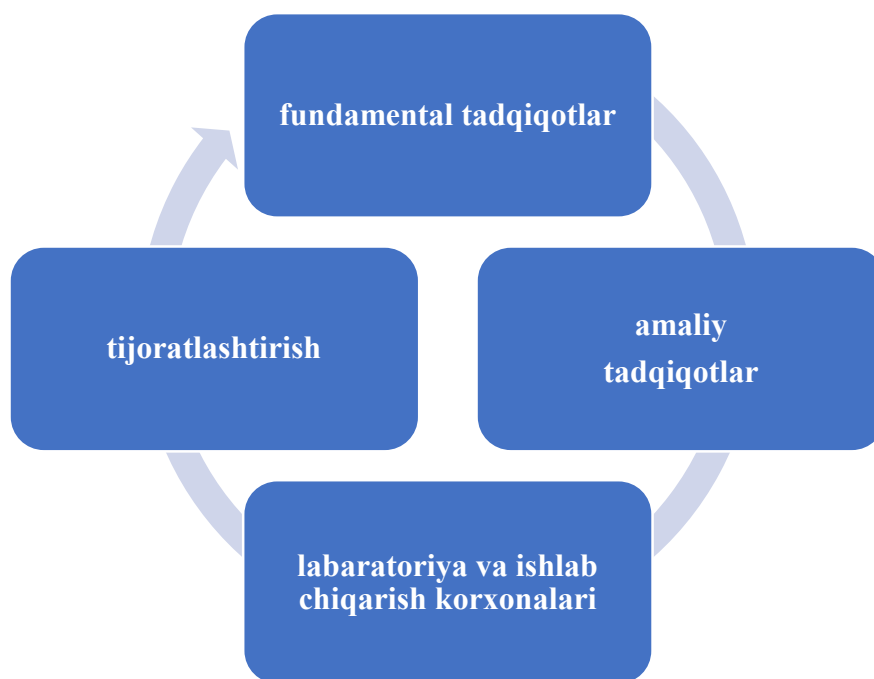 fundamental tadqiqotlar
amaliy
tadqiqotlar
tijoratlashtirish
labaratoriya va ishlab
chiqarish korxonalari